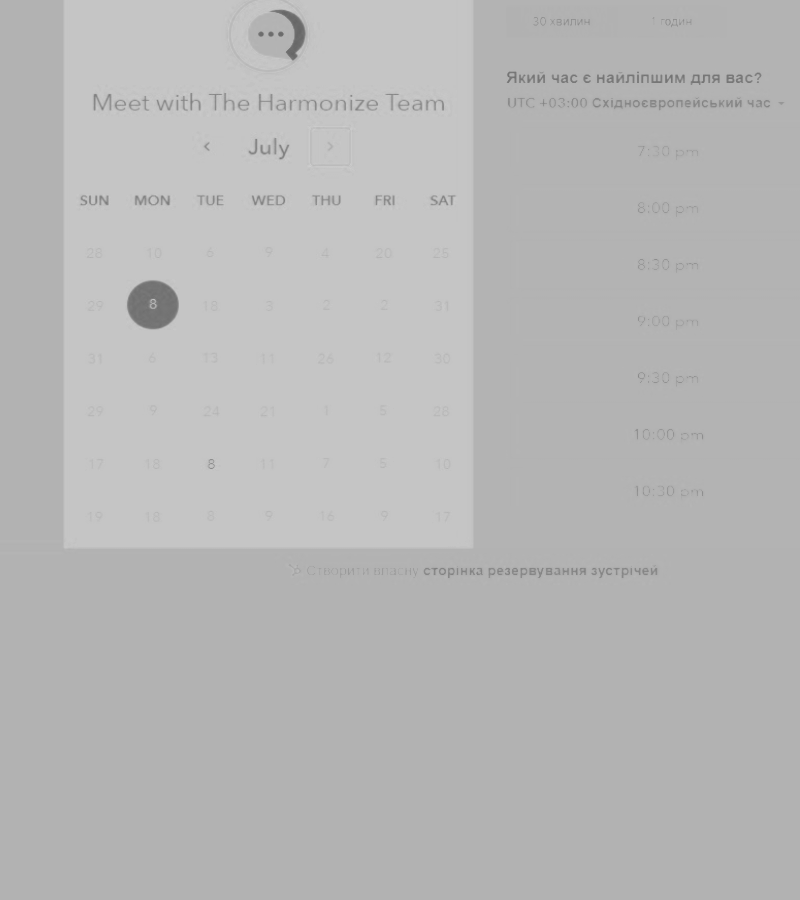 Meet with The Harmonize Team
July
SUN MON TUE WED THU FRI SAT
28 10 6 9 4 20 25
29 8 18 3 2 2 31
31 6 13 11 26 12 30
29 9 24 21 1 5 28
17 18 8 11 7 5 10
19 18 8 9 16 9 17
30 хвилин 1 годин
Який час є найліпшим для вас?
UTC +03:00 Східноєвропейський час
7:30 pm
8:00 pm
8:30 pm
9:00 pm
9:30 pm
10:00 pm
10:30 pm
Створити власну сторінка резервування зустрічей